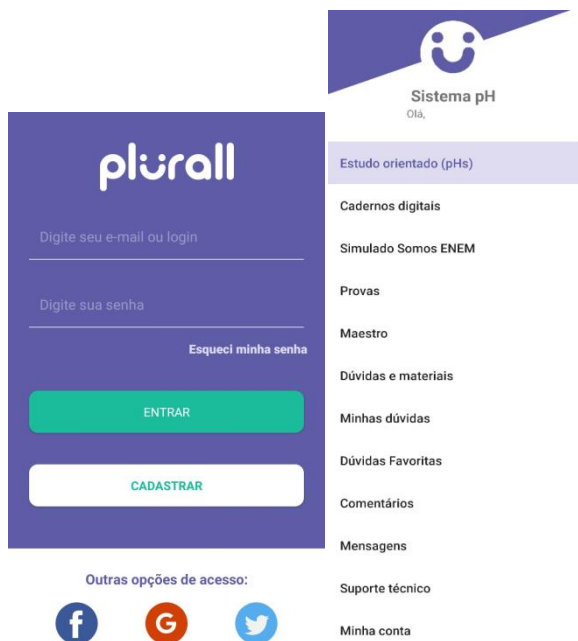 plurall
Digite seu e-mail ou login
Digite sua senha
Esqueci minha senha
ENTRAR
CADASTRAR
Outras opções de acesso:
f
G
Sistema pH
Olá,
Estudo orientado (pHs)
Cadernos digitais
Simulado Somos ENEM
Provas
Maestro
Dúvidas e materiais
Minhas dúvidas
Dúvidas Favoritas
Comentários
Mensagens
Suporte técnico
Minha conta